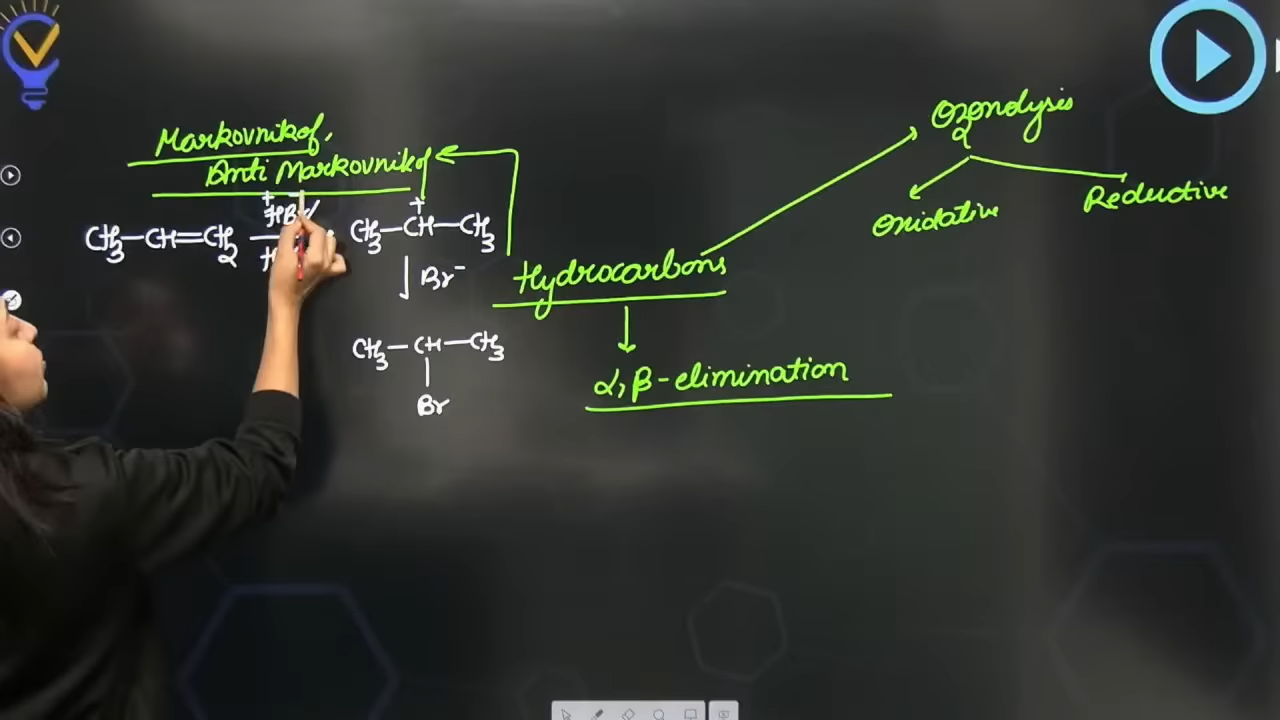 Markovnikof,
Anti Markovnikof
CH₃—CH=CH₂
+ -
HBr
CH₃—CH—CH₃
+
Br⁻
CH₃—CH—CH₃
Br
Hydrocarbons
α, β-elimination
Ozonolysis
Oxidative
Reductive